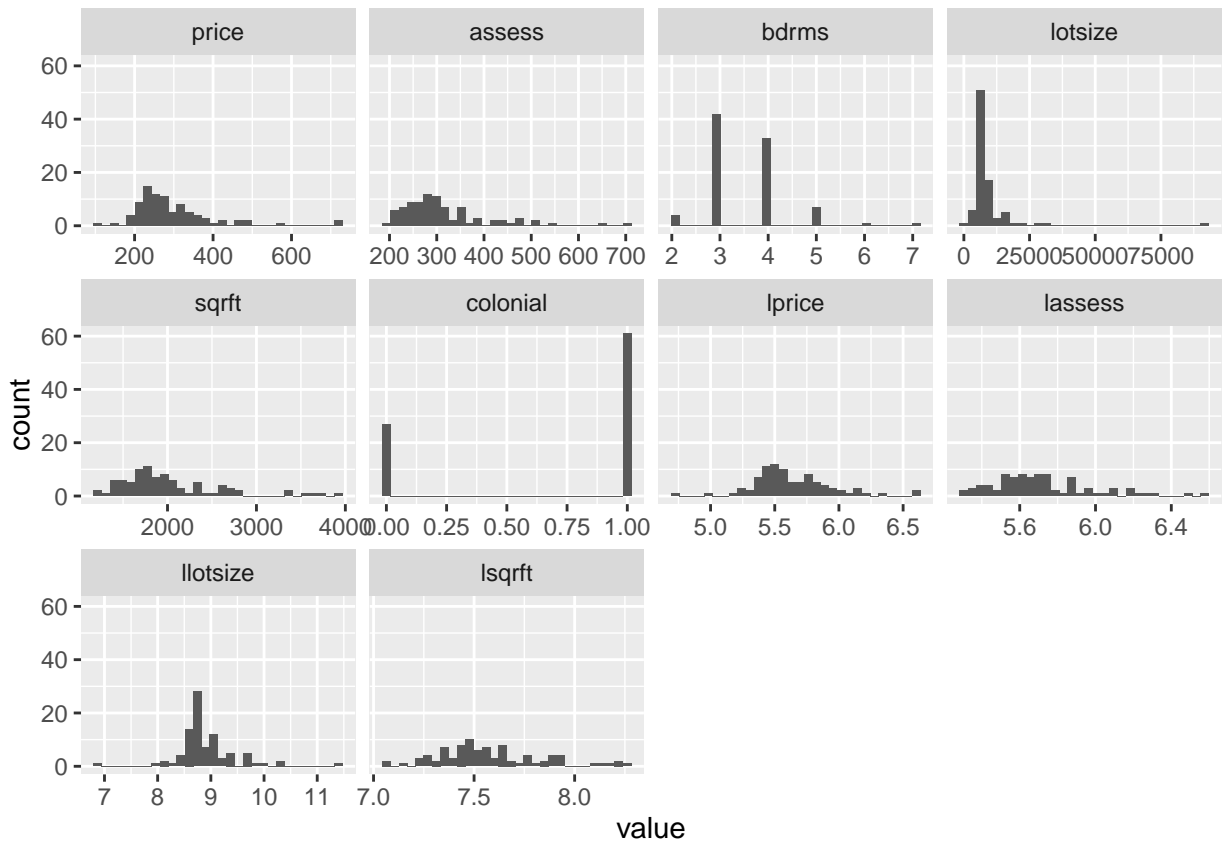 price assess bdrms lotsize
60
40
20
0
200 400 600 200 300 400 500 600 700 2 3 4 5 6 7 0 25000 50000 75000
sqrft colonial lprice lassess
60
40
20
0
2000 3000 4000 0.00 0.25 0.50 0.75 1.00 5.0 5.5 6.0 6.5 5.6 6.0 6.4
count
llotsize lsqrft
60
40
20
0
7 8 9 10 11 7.0 7.5 8.0
value